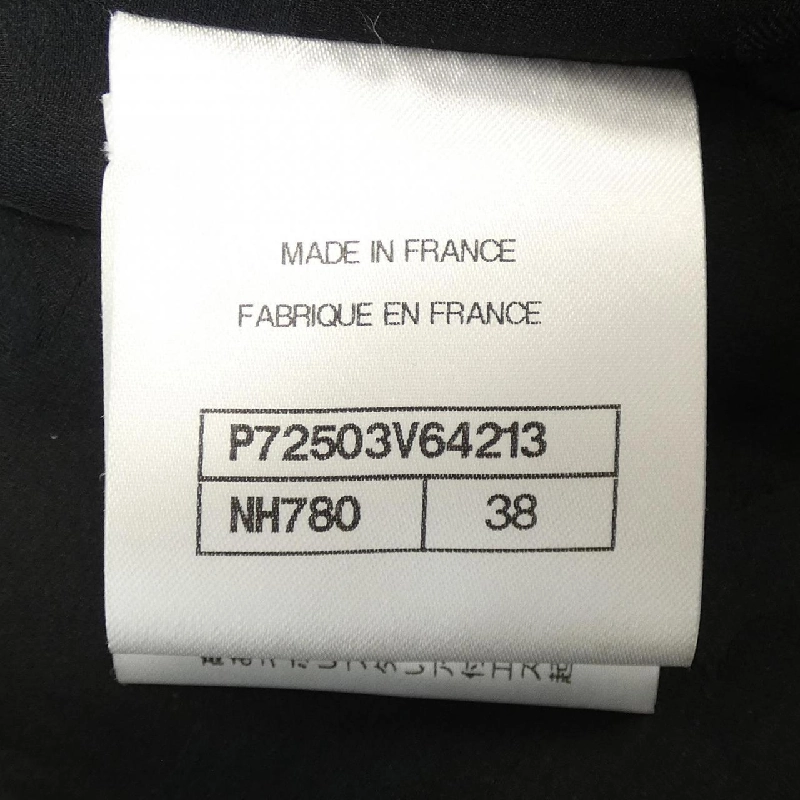 MADE IN FRANCE
FABRIQUE EN FRANCE
P72503V64213
NH780 38